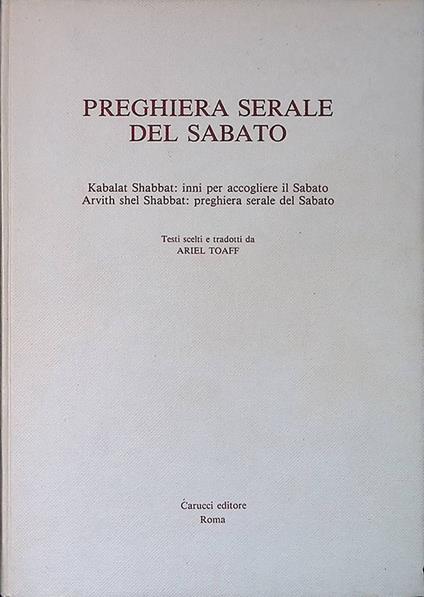 PREGHIERA SERALE
DEL SABATO
Kabalat Shabbat: inni per accogliere il Sabato
Arvith shel Shabbat: preghiera serale del Sabato
Testi scelti e tradotti da
ARIEL TOAFF
Carucci editore
Roma